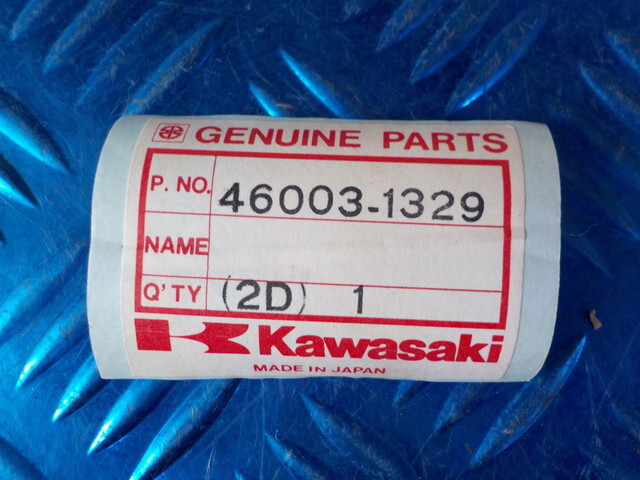 GENUINE PARTS
P. NO. 46003-1329
NAME
Q'TY (2D) 1
Kawasaki
MADE IN JAPAN